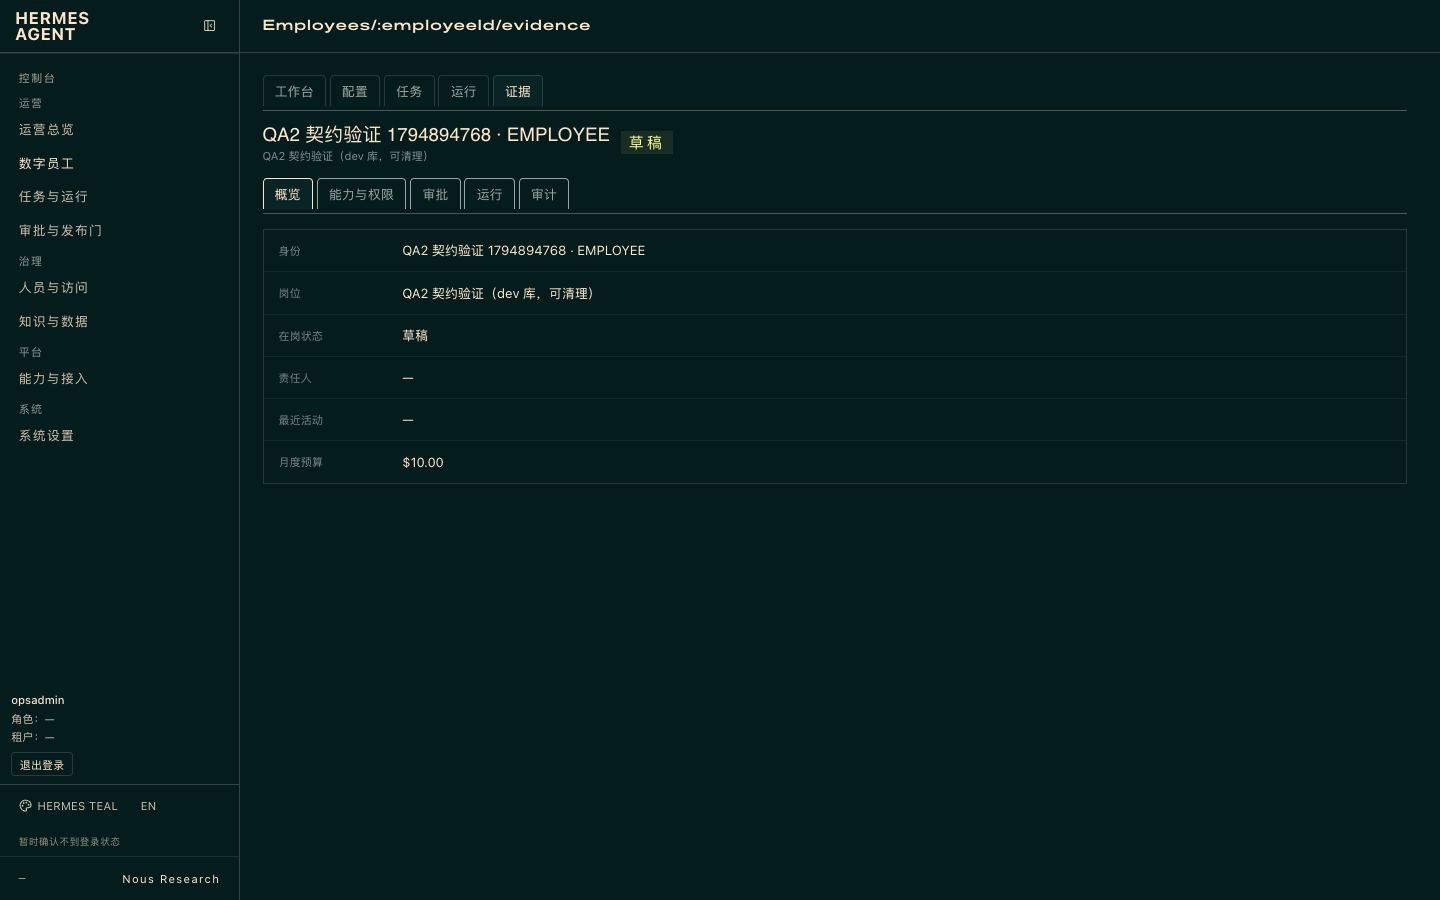 HERMES
AGENT
Employees/:employeeId/evidence
控制台
运营
运营总览
数字员工
任务与运行
审批与发布门
治理
人员与访问
知识与数据
平台
能力与接入
系统
系统设置
工作台
配置
任务
运行
证据
QA2 契约验证 1794894768 · EMPLOYEE
草稿
QA2 契约验证（dev 库，可清理）
概览
能力与权限
审批
运行
审计
身份
QA2 契约验证 1794894768 · EMPLOYEE
岗位
QA2 契约验证（dev 库，可清理）
在岗状态
草稿
责任人
—
最近活动
—
月度预算
$10.00
opsadmin
角色：—
租户：—
退出登录
HERMES TEAL
EN
暂时确认不到登录状态
—
Nous Research